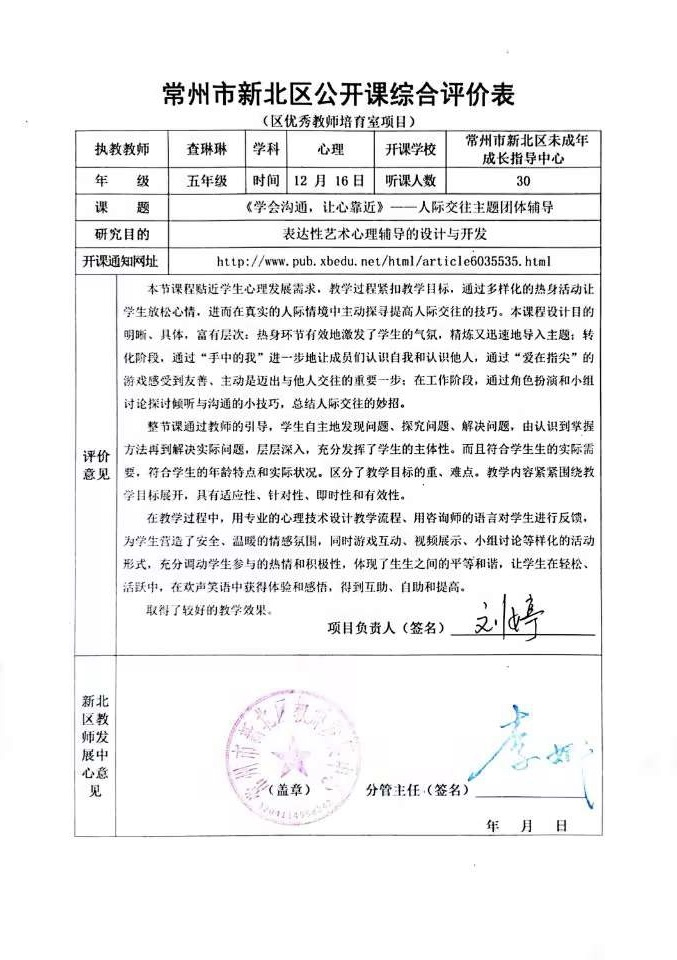 常州市新北区公开课综合评价表
（区优秀教师培育室项目）
执教教师 查琳琳 学科 心理 开课学校 常州市新北区未成年
成长指导中心
年 级 五年级 时间 12 月 16 日 听课人数 30
课 题 《学会沟通，让心靠近》——人际交往主题团体辅导
研究目的 表达性艺术心理辅导的设计与开发
开课通知网址 http://www.pub.xbedu.net/html/article6035535.html
评价
意见
本节课程贴近学生心理发展需求，教学过程紧扣教学目标，通过多样化的热身活动让
学生放松心情，进而在真实的人际情境中主动探寻提高人际交往的技巧。本课程设计目的
明晰、具体，富有层次：热身环节有效地激发了学生的气氛，精炼又迅速地导入主题；转
化阶段，通过“手中的我”进一步地让成员们认识自我和认识他人，通过“爱在指尖”的
游戏感受到友善、主动是迈出与他人交往的重要一步；在工作阶段，通过角色扮演和小组
讨论探讨倾听与沟通的小技巧，总结人际交往的妙招。
整节课通过教师的引导，学生自主地发现问题、探究问题、解决问题，由认识到掌握
方法再到解决实际问题，层层深入，充分发挥了学生的主体性。而且符合学生生的实际需
要，符合学生的年龄特点和实际状况。区分了教学目标的重、难点。教学内容紧紧围绕教
学目标展开，具有适应性、针对性、即时性和有效性。
在教学过程中，用专业的心理技术设计教学流程、用咨询师的语言对学生进行反馈，
为学生营造了安全、温暖的情感氛围，同时游戏互动、视频展示、小组讨论等样化的活动
形式，充分调动学生参与的热情和积极性，体现了生生之间的平等和谐，让学生在轻松、
活跃中，在欢声笑语中获得体验和感悟，得到互助、自助和提高。
取得了较好的教学效果。
项目负责人（签名） 刘婷
新北
区教
师发
展中
心意
见
常州市新北区
（盖章） 分管主任（签名） 李
年 月 日